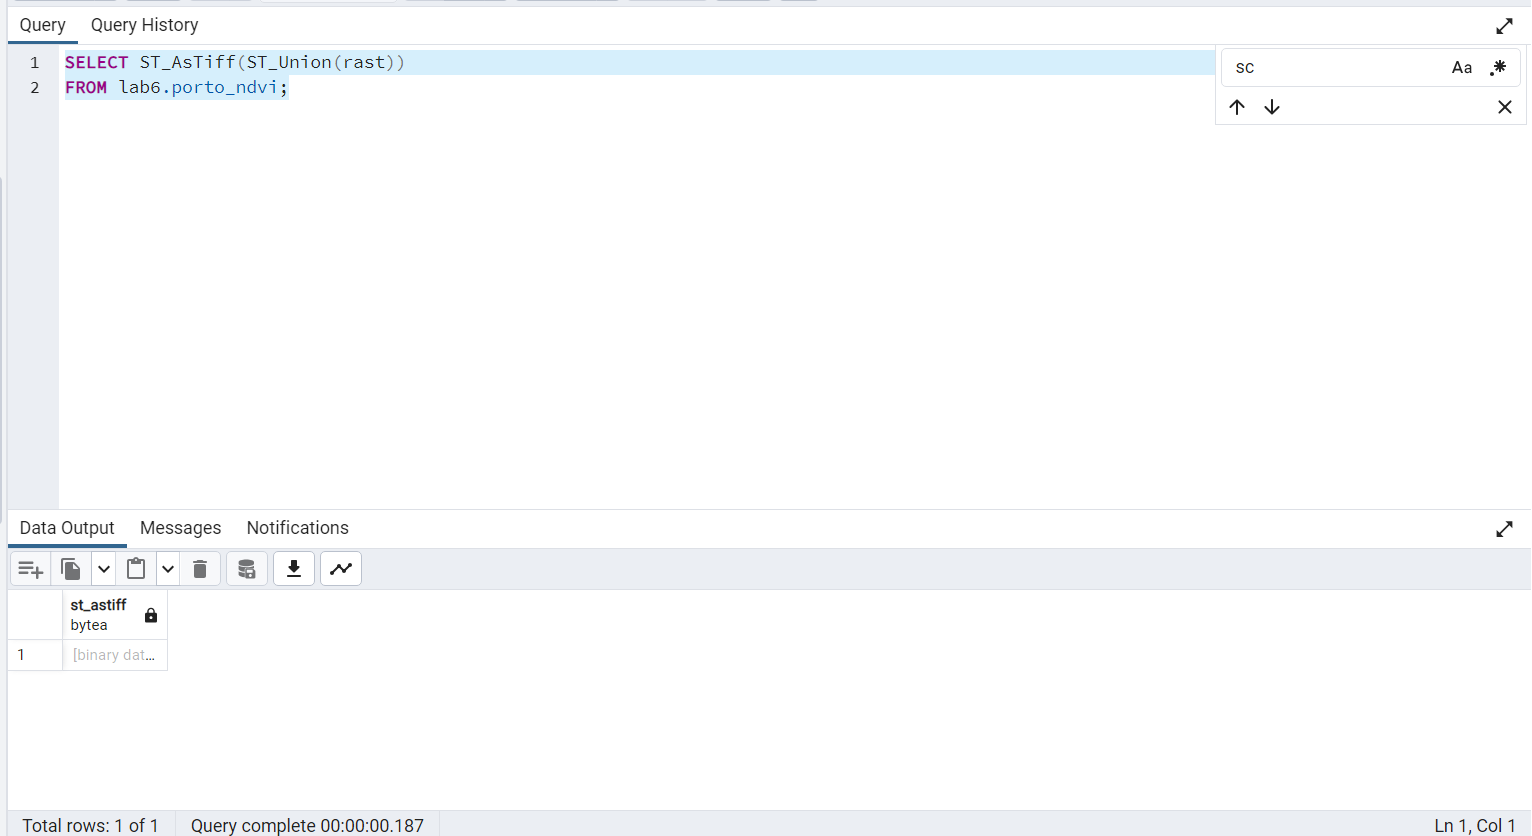 Query Query History
1 SELECT ST_AsTiff(ST_Union(rast))
2 FROM lab6.porto_ndvi;
sc Aa .*
Data Output Messages Notifications
st_astiff
bytea
1 [binary dat...
Total rows: 1 of 1 Query complete 00:00:00.187 Ln 1, Col 1